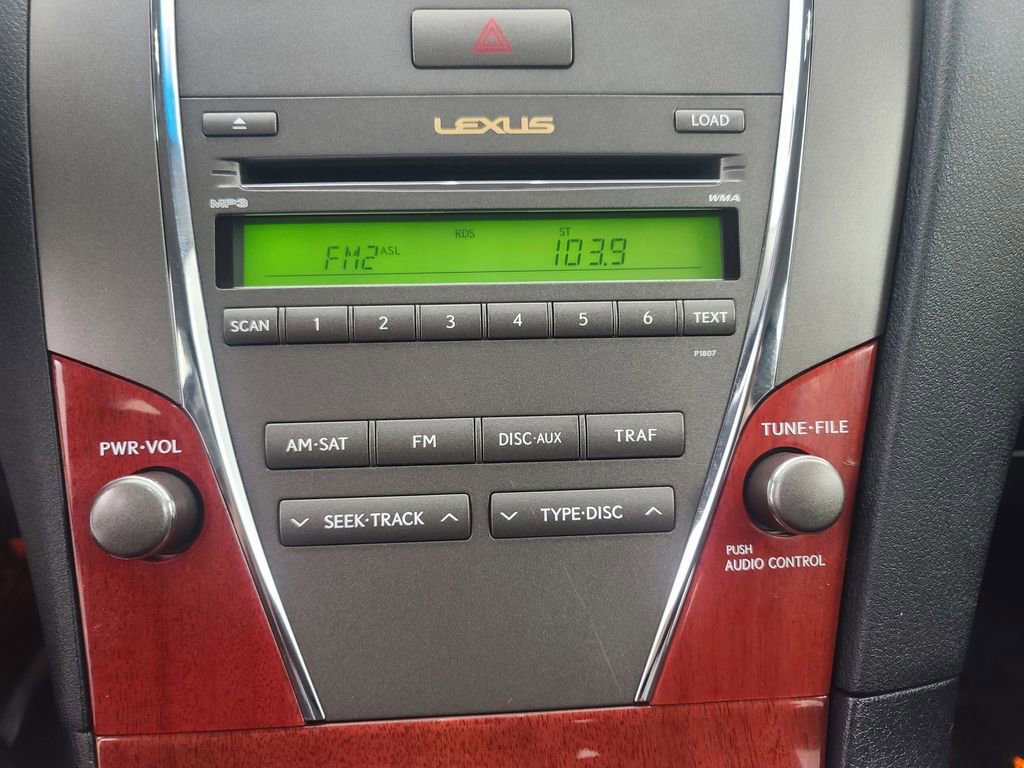 LEXUS
LOAD
MP3
WMA
RDS
ST
FM2 ASL
103.9
SCAN 1 2 3 4 5 6 TEXT
P1807
AM·SAT FM DISC·AUX TRAF
SEEK·TRACK TYPE·DISC
PWR·VOL
TUNE·FILE
PUSH
AUDIO CONTROL